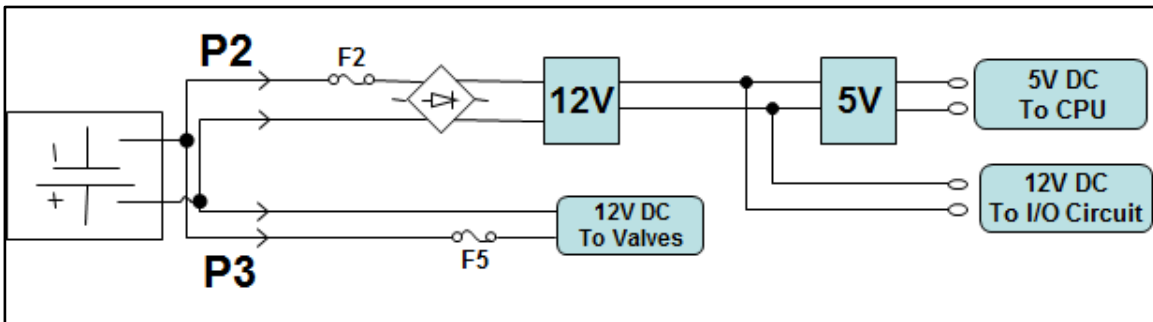 P2
F2
12V
5V
5V DC
To CPU
+
12V DC
To Valves
12V DC
To I/O Circuit
F5
P3